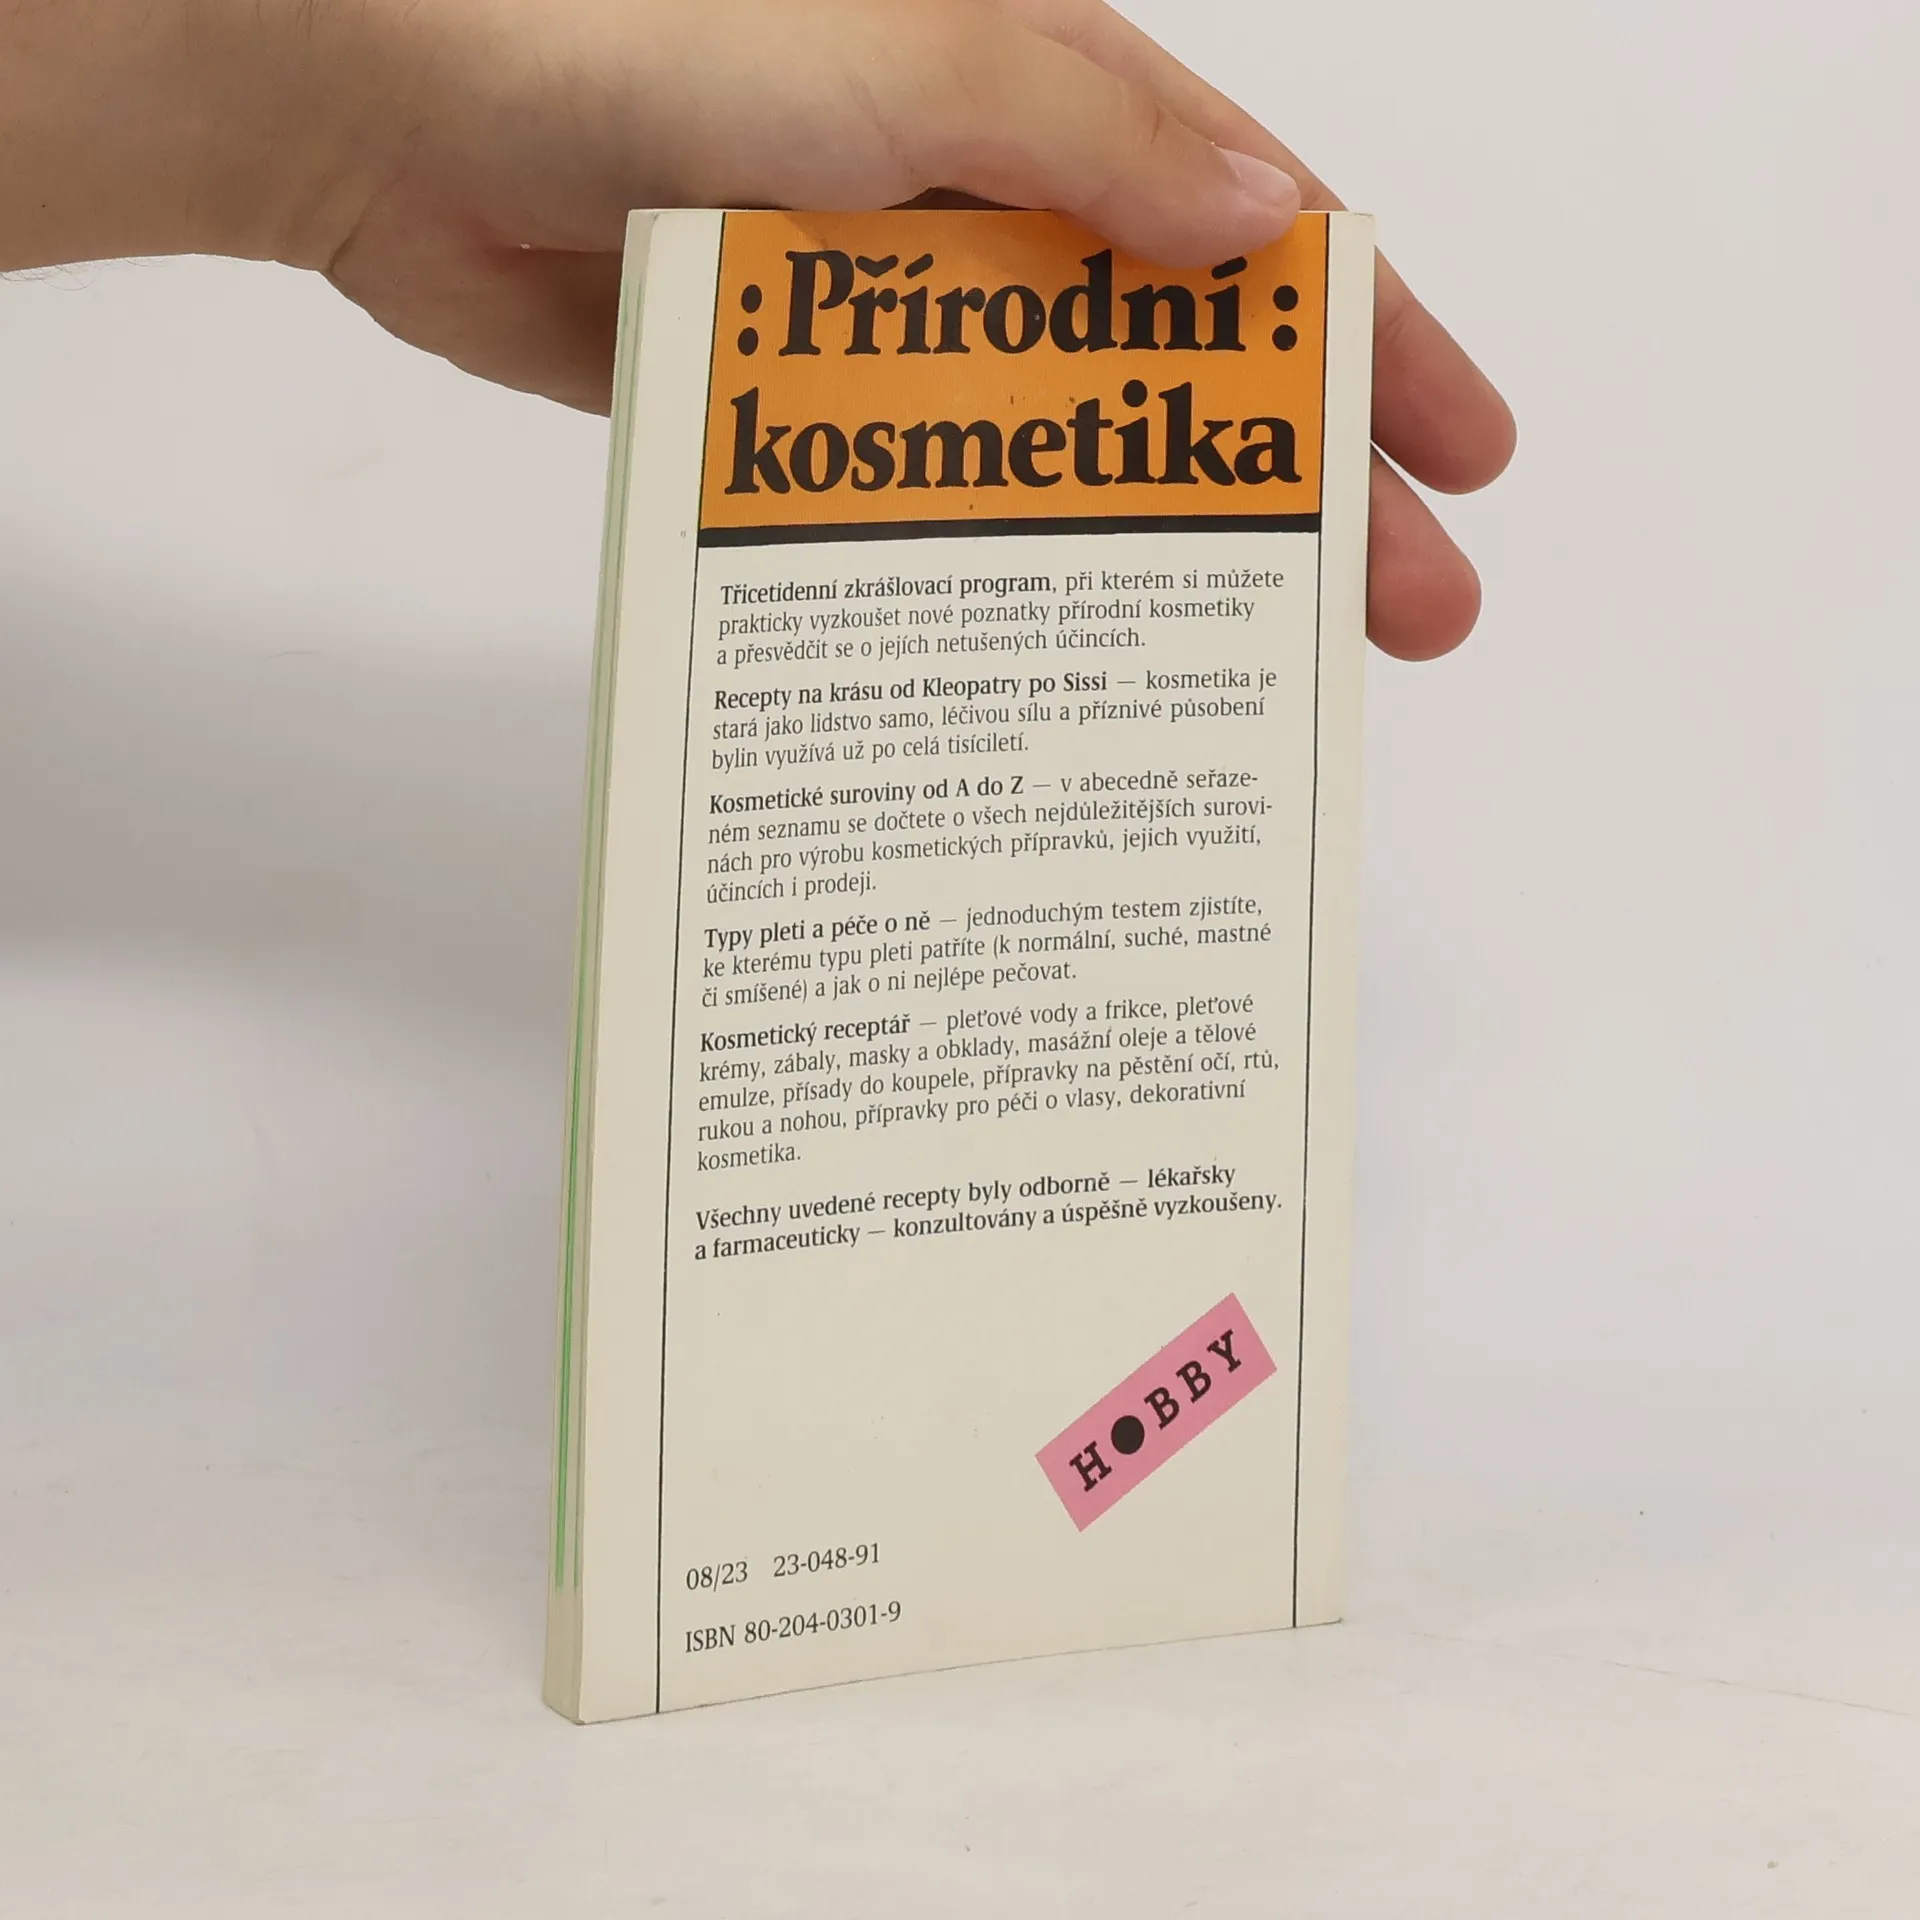 : Přírodní :
kosmetika
Třicetidenní zkrášlovací program, při kterém si můžete
prakticky vyzkoušet nové poznatky přírodní kosmetiky
a přesvědčit se o jejích netušených účincích.
Recepty na krásu od Kleopatry po Sissi — kosmetika je
stará jako lidstvo samo, léčivou sílu a příznivé působení
bylin využívá už po celá tisíciletí.
Kosmetické suroviny od A do Z — v abecedně seřaze-
ném seznamu se dočtete o všech nejdůležitějších surovi-
nách pro výrobu kosmetických přípravků, jejich využití,
účincích i prodeji.
Typy pleti a péče o ně — jednoduchým testem zjistíte,
ke kterému typu pleti patříte (k normální, suché, mastné
či smíšené) a jak o ni nejlépe pečovat.
Kosmetický receptář — pleťové vody a frikce, pleťové
krémy, zábaly, masky a obklady, masážní oleje a tělové
emulze, přísady do koupele, přípravky na pěstění očí, rtů,
rukou a nohou, přípravky pro péči o vlasy, dekorativní
kosmetika.
Všechny uvedené recepty byly odborně — lékařsky
a farmaceuticky — konzultovány a úspěšně vyzkoušeny.
H●BBY
08/23 23-048-91
ISBN 80-204-0301-9